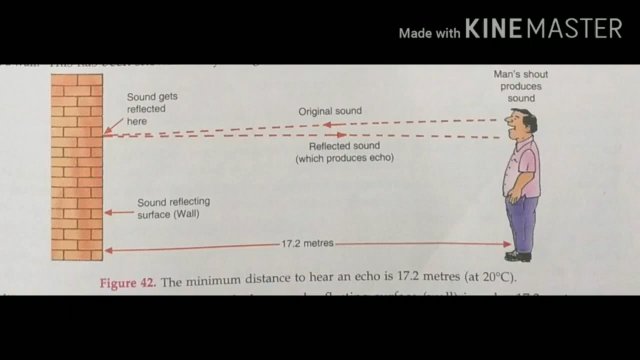 Made with KINEMASTER
Man's shout
produces
sound
Sound gets
reflected
here
Original sound
Reflected sound
(which produces echo)
Sound reflecting
surface (Wall)
17.2 metres
Figure 42. The minimum distance to hear an echo is 17.2 metres (at 20°C).